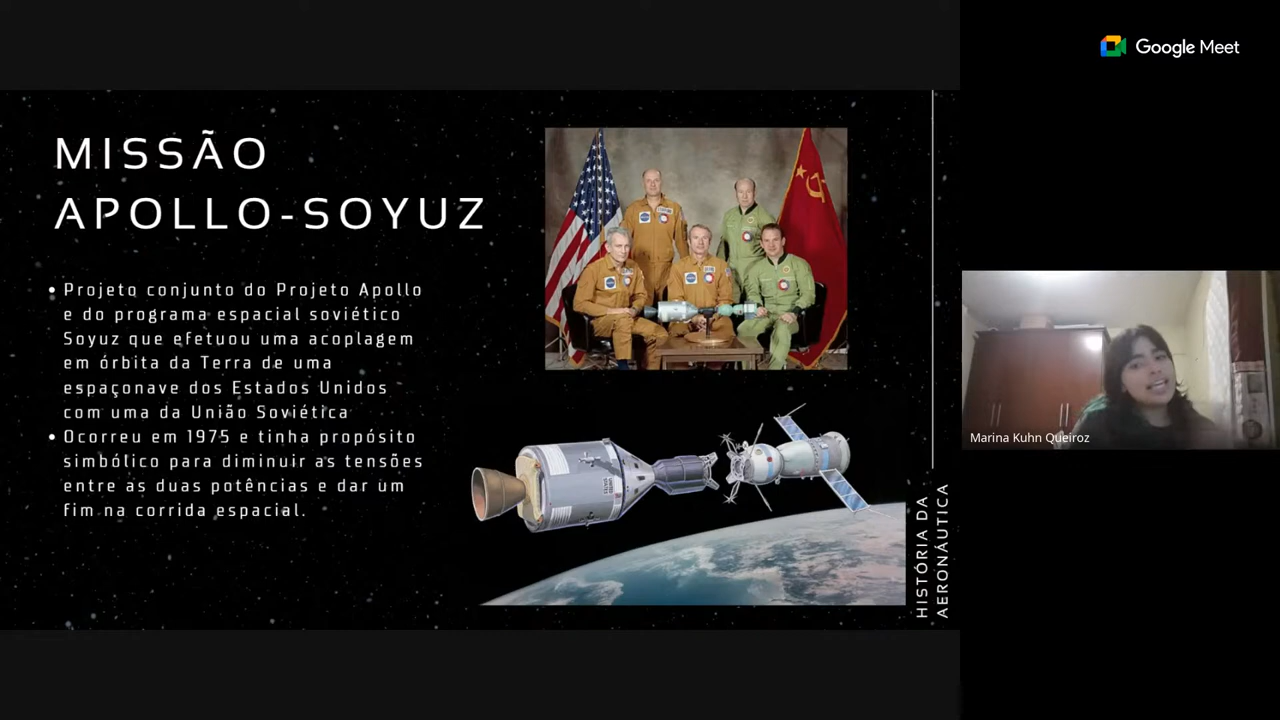 Google Meet
MISSÃO
APOLLO-SOYUZ
• Projeto conjunto do Projeto Apollo
e do programa espacial soviético
Soyuz que efetuou uma acoplagem
em órbita da Terra de uma
espaçonave dos Estados Unidos
com uma da União Soviética
• Ocorreu em 1975 e tinha propósito
simbólico para diminuir as tensões
entre as duas potências e dar um
fim na corrida espacial.
HISTÓRIA DA
AERONÁUTICA
Marina Kuhn Queiroz